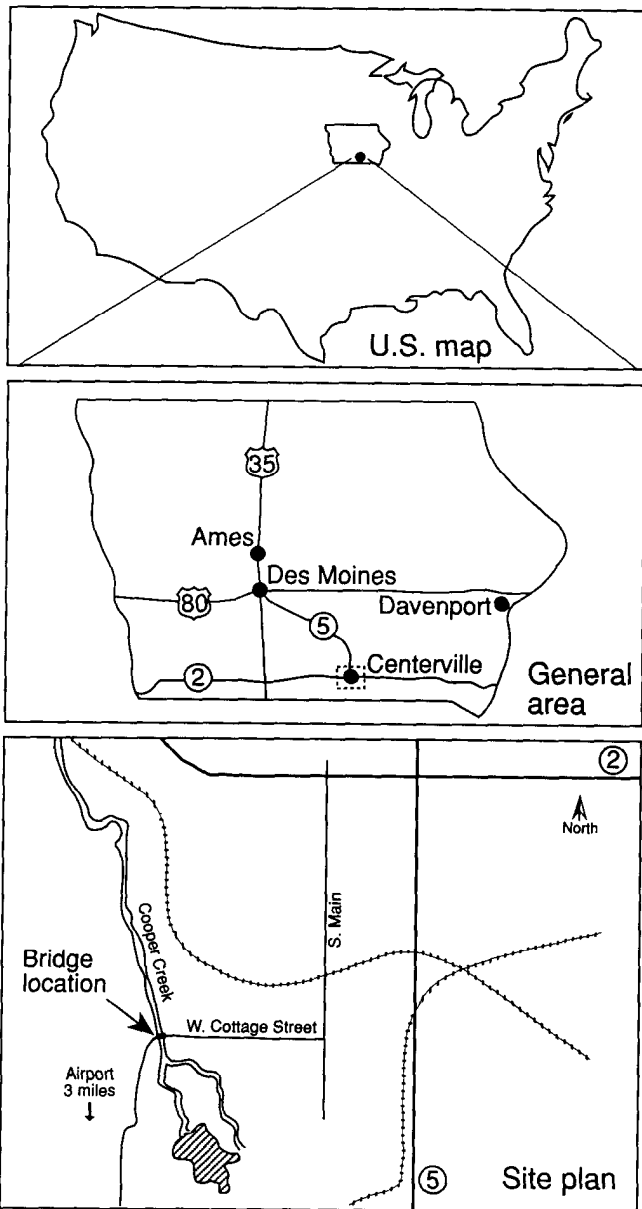 U.S. map
35
Ames
Des Moines
80
Davenport
5
Centerville
2
General
area
2
North
Cooper Creek
S. Main
Bridge
location
W. Cottage Street
Airport
3 miles
5
Site plan